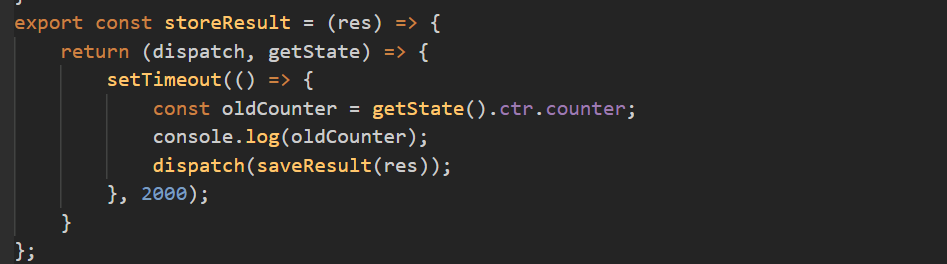 }
export const storeResult = (res) => {
    return (dispatch, getState) => {
        setTimeout(() => {
            const oldCounter = getState().ctr.counter;
            console.log(oldCounter);
            dispatch(saveResult(res));
        }, 2000);
    }
};